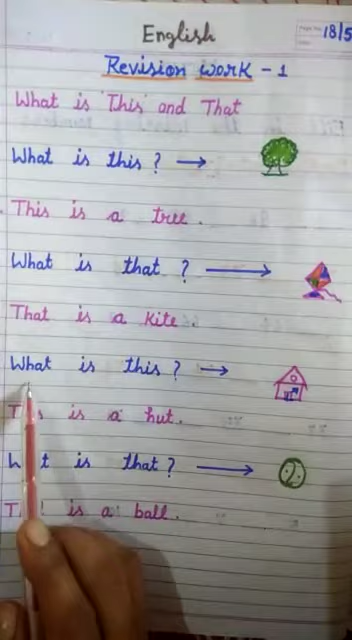 English
18/5
Revision work - 1
What is 'This' and That
What is this ? →
This is a tree .
What is that ? →
That is a kite.
What is this ? →
is a hut.
is that ? →
is a ball.